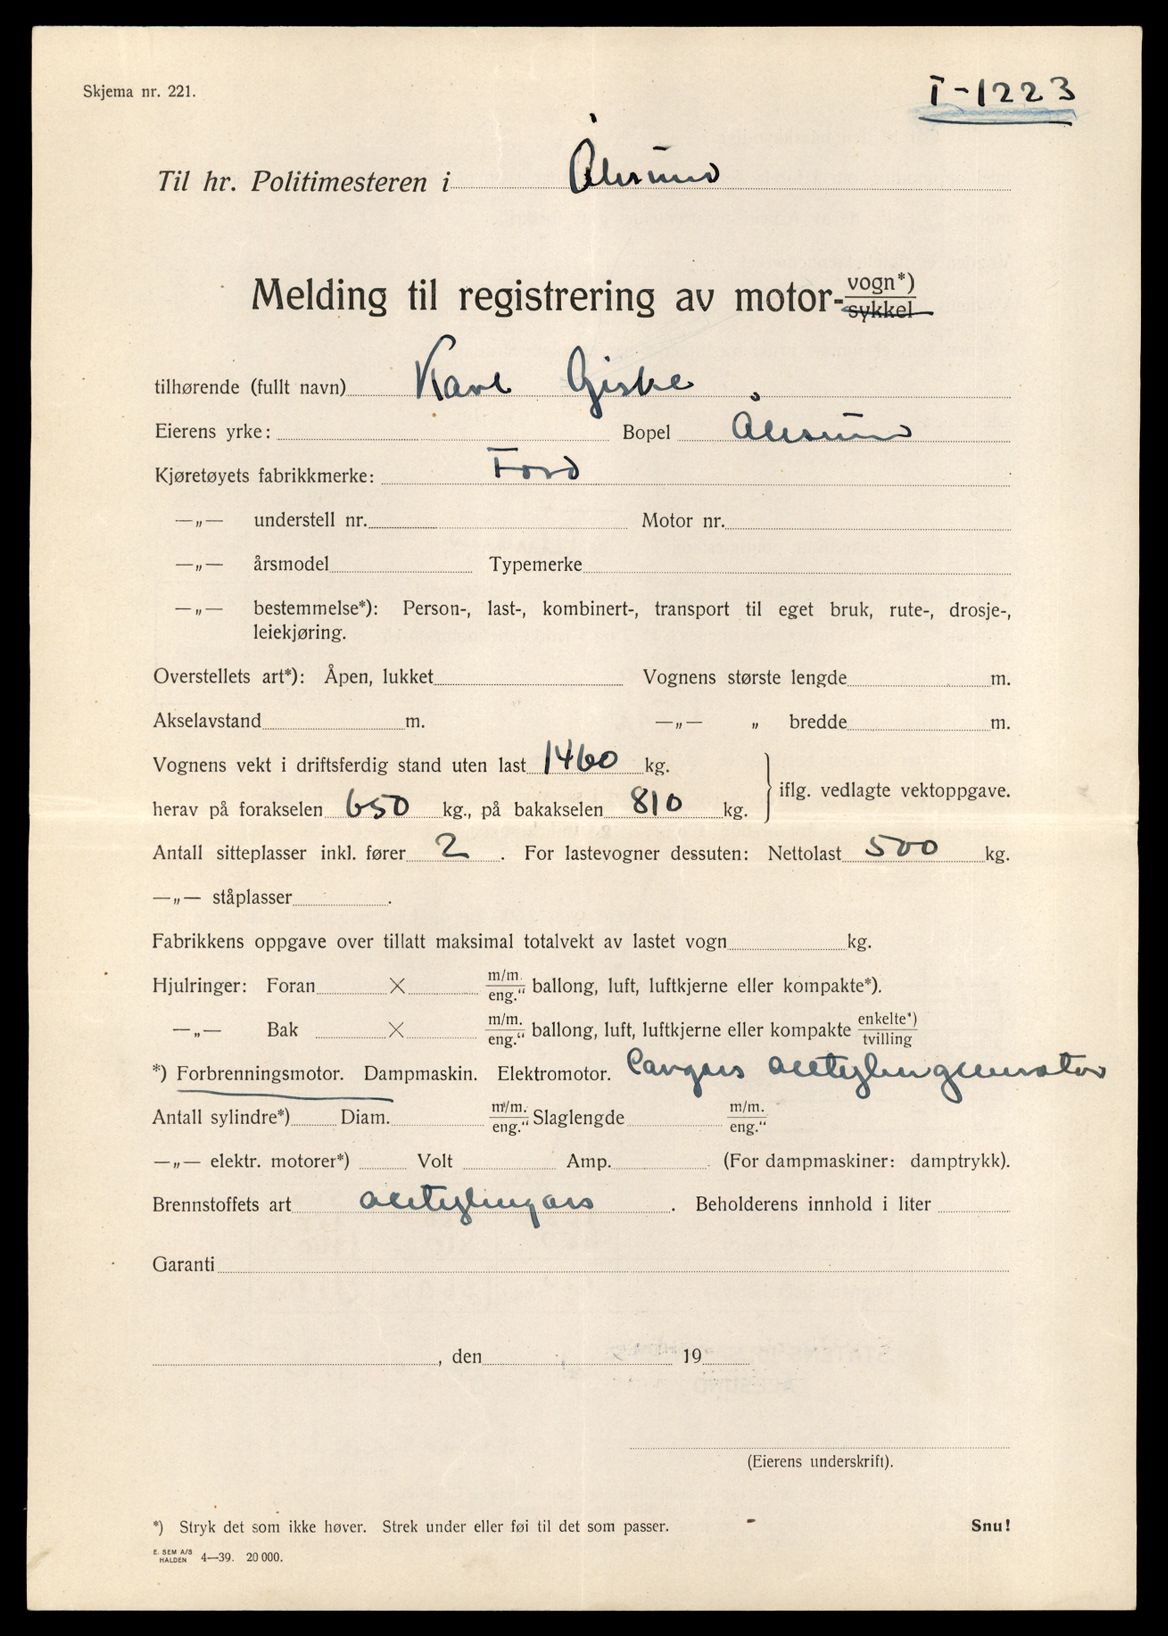 Skjema nr. 221.
T-1223
Til hr. Politimesteren i Ålesund
Melding til registrering av motor-vogn*)
sykkel
tilhørende (fullt navn) Karl Giske
Eierens yrke: Bopel Ålesund
Kjøretøyets fabrikkmerke: Ford
—„— understell nr. Motor nr.
—„— årsmodel Typemerke
—„— bestemmelse*): Person-, last-, kombinert-, transport til eget bruk, rute-, drosje-,
leiekjøring.
Overstellets art*): Åpen, lukket Vognens største lengde m.
Akselavstand m. —„— „ bredde m.
Vognens vekt i driftsferdig stand uten last 1460 kg.
iflg. vedlagte vektoppgave.
herav på forakselen 650 kg., på bakakselen 810 kg.
Antall sitteplasser inkl. fører 2. For lastevogner dessuten: Nettolast 500 kg.
—„— ståplasser .
Fabrikkens oppgave over tillatt maksimal totalvekt av lastet vogn kg.
Hjulringer: Foran × m/m. eng.“ ballong, luft, luftkjerne eller kompakte*).
—„— Bak × m/m. eng.“ ballong, luft, luftkjerne eller kompakte enkelte*) tvilling
*) Forbrenningsmotor. Dampmaskin. Elektromotor.
Antall sylindre*) Diam. m/m. eng.“ Slaglengde m/m. eng.“
—„— elektr. motorer*) Volt Amp. (For dampmaskiner: damptrykk).
Brennstoffets art acetylengass. Beholderens innhold i liter
Garanti
, den 19
(Eierens underskrift).
*) Stryk det som ikke høver. Strek under eller føi til det som passer. Snu!
E. SEM A/S HALDEN 4—39. 20 000.